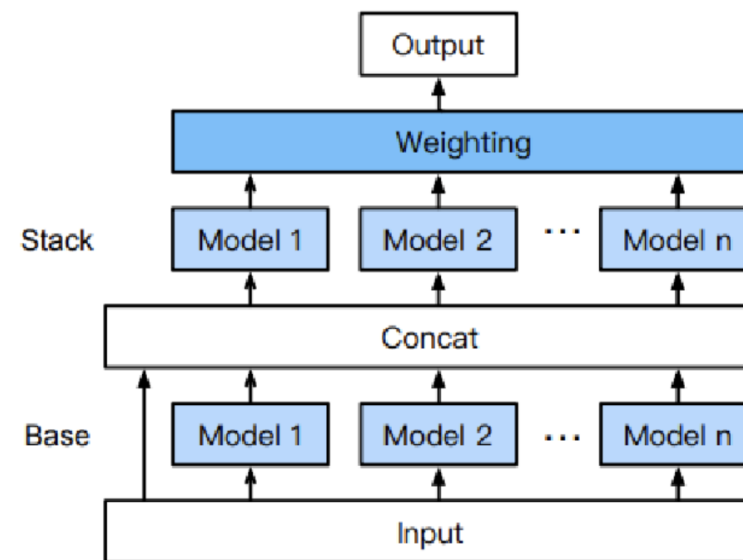 Output
Weighting
Stack
Model 1
Model 2
...
Model n
Concat
Base
Model 1
Model 2
...
Model n
Input